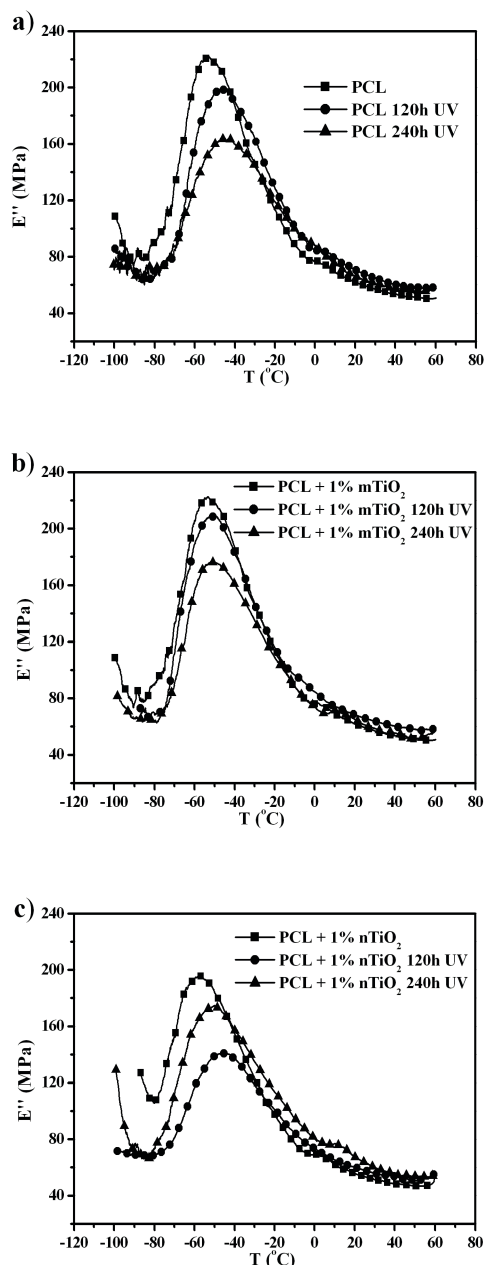 a)
240
200
160
120
80
40
E'' (MPa)
PCL
PCL 120h UV
PCL 240h UV
-120 -100 -80 -60 -40 -20 0 20 40 60 80
T (°C)
b)
240
200
160
120
80
40
E'' (MPa)
PCL + 1% mTiO₂
PCL + 1% mTiO₂ 120h UV
PCL + 1% mTiO₂ 240h UV
-120 -100 -80 -60 -40 -20 0 20 40 60 80
T (°C)
c)
240
200
160
120
80
40
E'' (MPa)
PCL + 1% nTiO₂
PCL + 1% nTiO₂ 120h UV
PCL + 1% nTiO₂ 240h UV
-120 -100 -80 -60 -40 -20 0 20 40 60 80
T (°C)